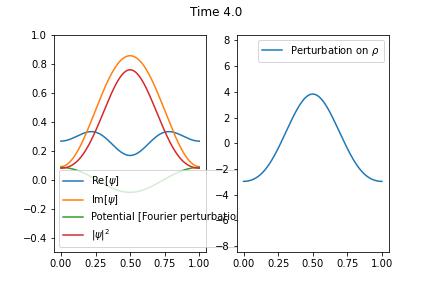 Time 4.0
1.0
0.8
0.6
0.4
0.2
0.0
−0.2
−0.4
0.00 0.25 0.50 0.75 1.00
Re[ψ]
Im[ψ]
Potential [Fourier perturbatio
|ψ|²
8
6
4
2
0
−2
−4
−6
−8
0.00 0.25 0.50 0.75 1.00
Perturbation on ρ